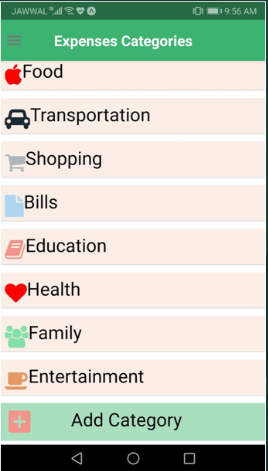 JAWWAL 9:56 AM
Expenses Categories
Food
Transportation
Shopping
Bills
Education
Health
Family
Entertainment
Add Category